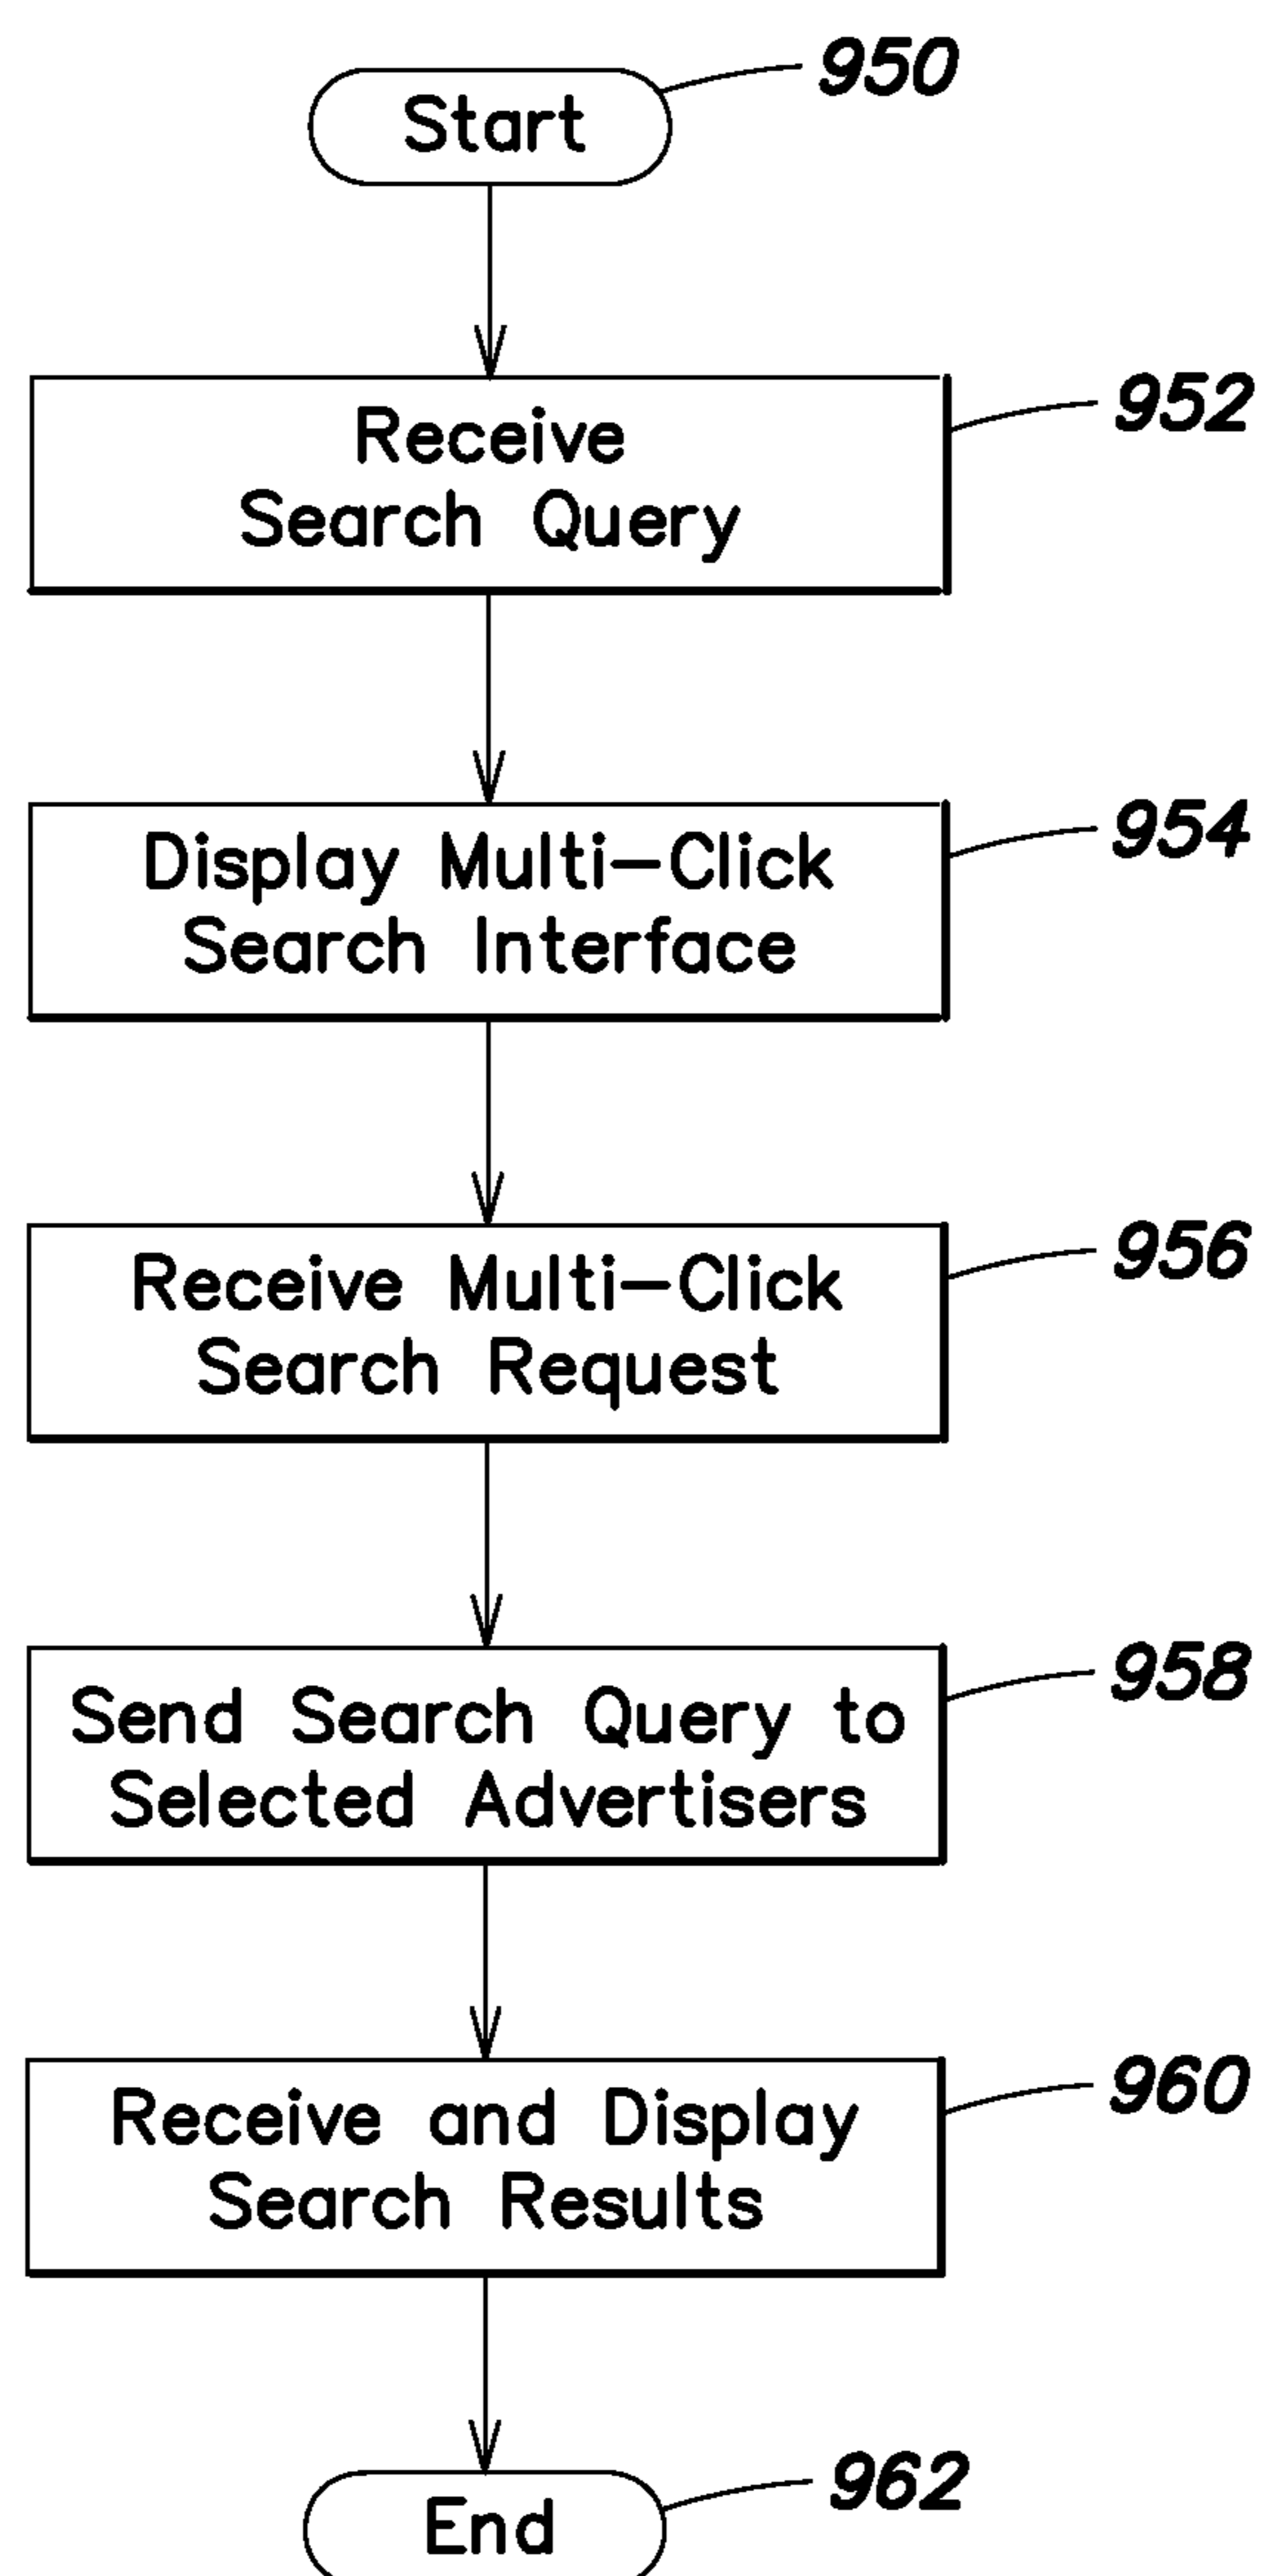 Start
950
Receive
Search Query
952
Display Multi-Click
Search Interface
954
Receive Multi-Click
Search Request
956
Send Search Query to
Selected Advertisers
958
Receive and Display
Search Results
960
End
962